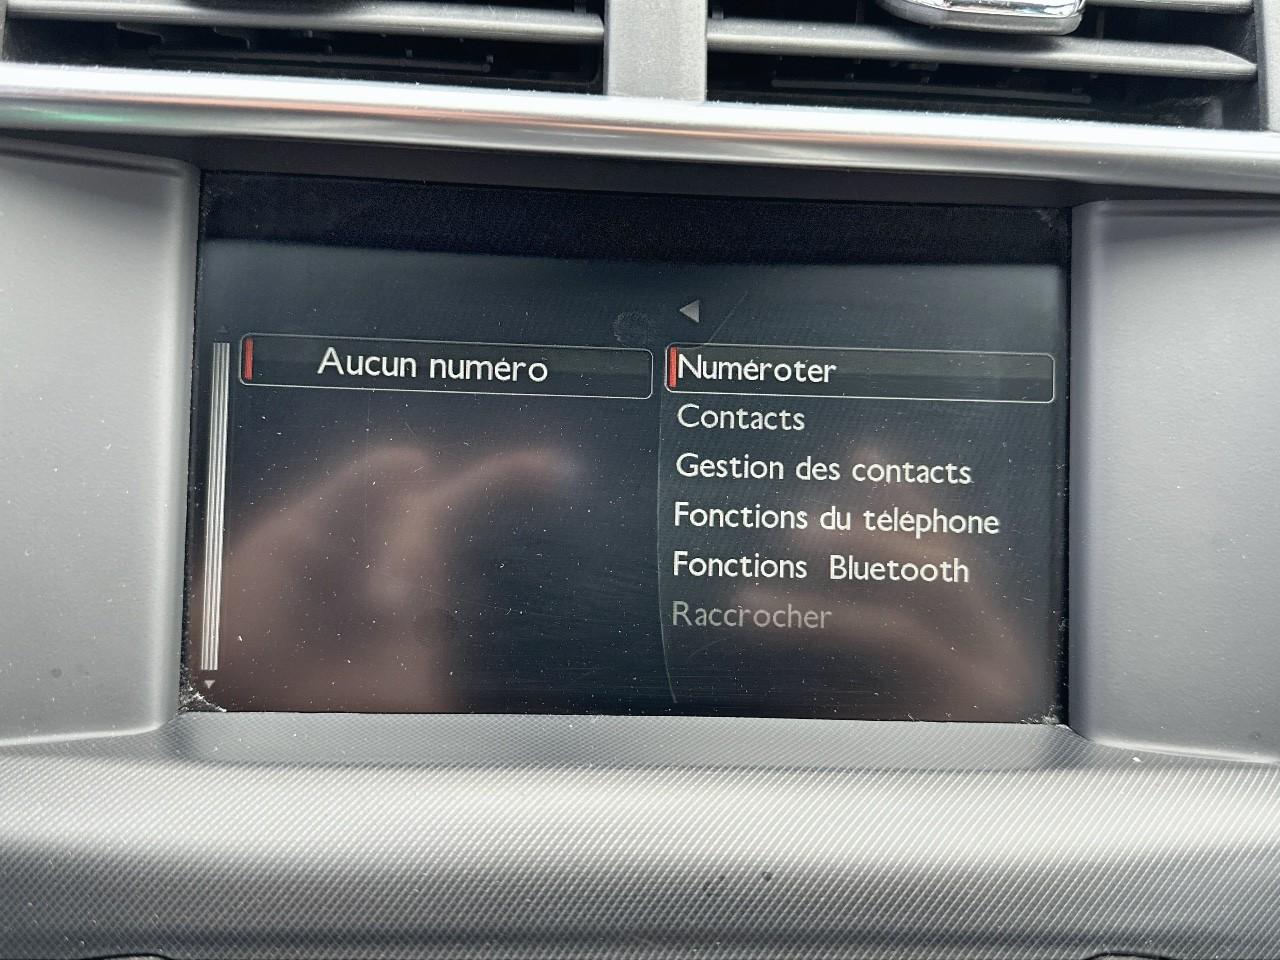 Aucun numéro
Numéroter
Contacts
Gestion des contacts
Fonctions du téléphone
Fonctions Bluetooth
Raccrocher